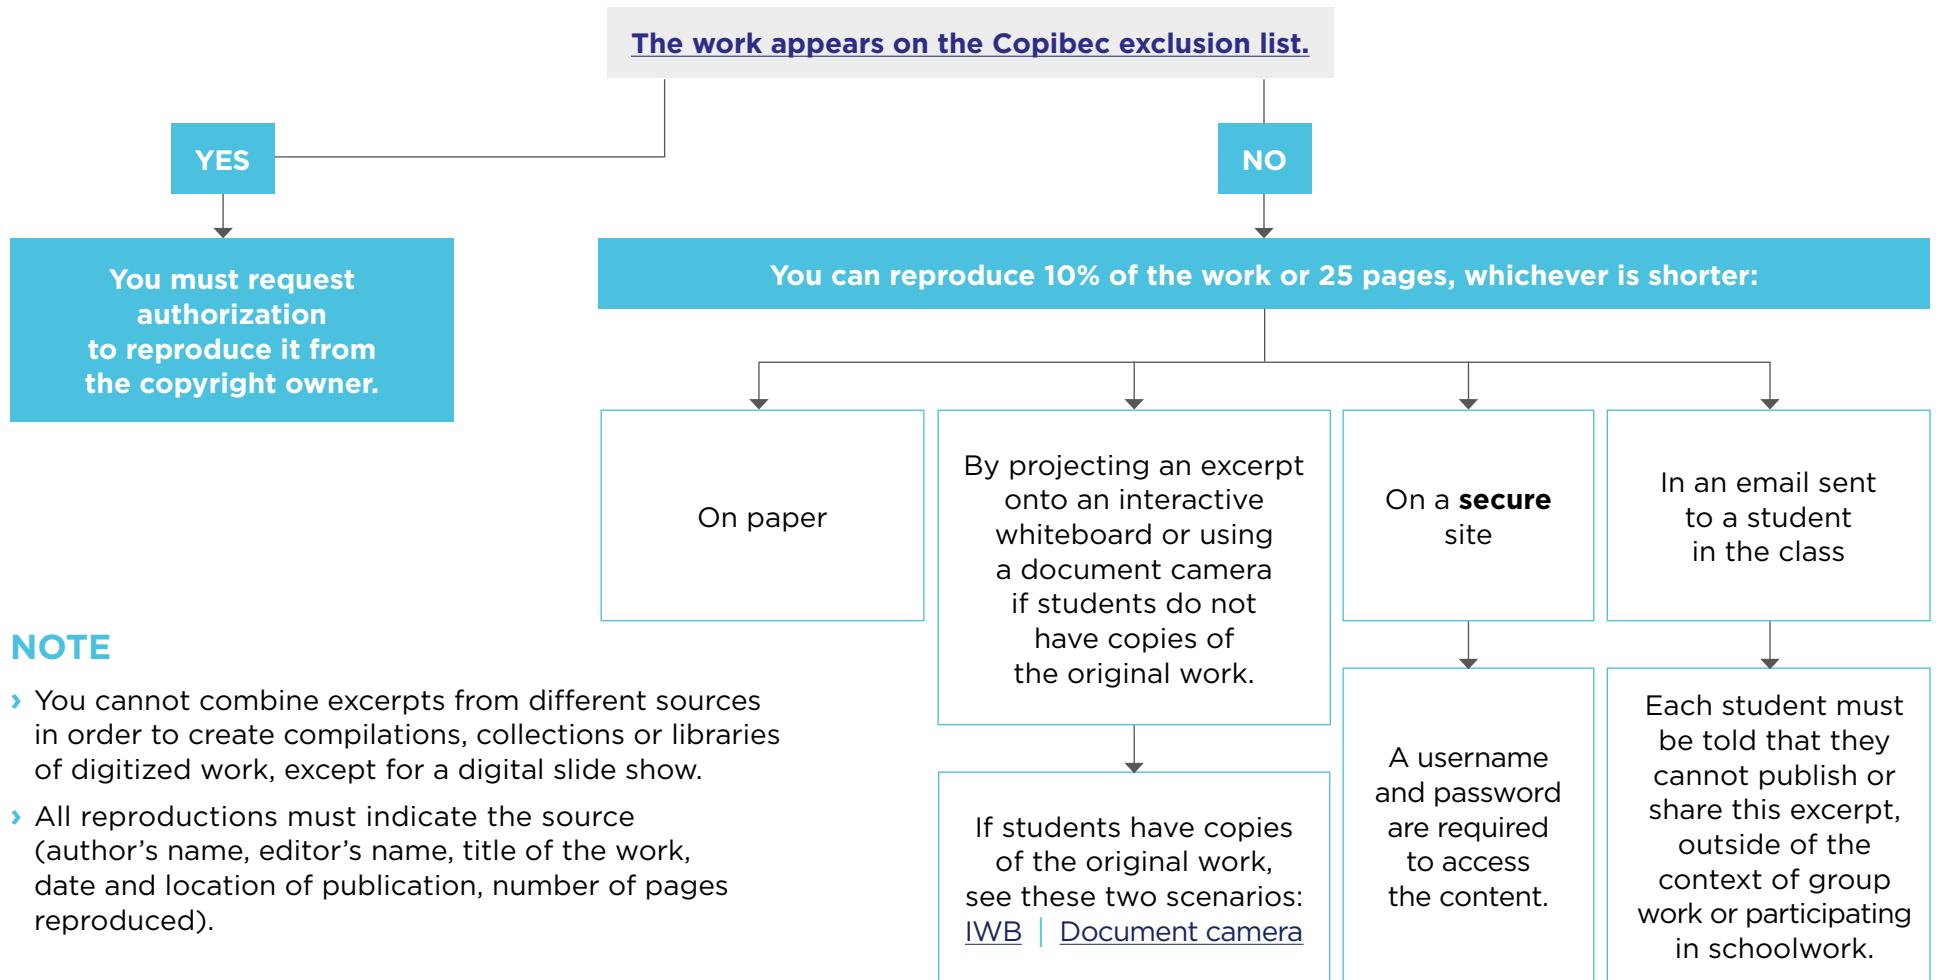 The work appears on the Copibec exclusion list.
YES
NO
You must request
authorization
to reproduce it from
the copyright owner.
You can reproduce 10% of the work or 25 pages, whichever is shorter:
On paper
By projecting an excerpt
onto an interactive
whiteboard or using
a document camera
if students do not
have copies of
the original work.
On a secure
site
In an email sent
to a student
in the class
If students have copies
of the original work,
see these two scenarios:
IWB | Document camera
A username
and password
are required
to access
the content.
Each student must
be told that they
cannot publish or
share this excerpt,
outside of the
context of group
work or participating
in schoolwork.
NOTE
› You cannot combine excerpts from different sources
in order to create compilations, collections or libraries
of digitized work, except for a digital slide show.
› All reproductions must indicate the source
(author’s name, editor’s name, title of the work,
date and location of publication, number of pages
reproduced).